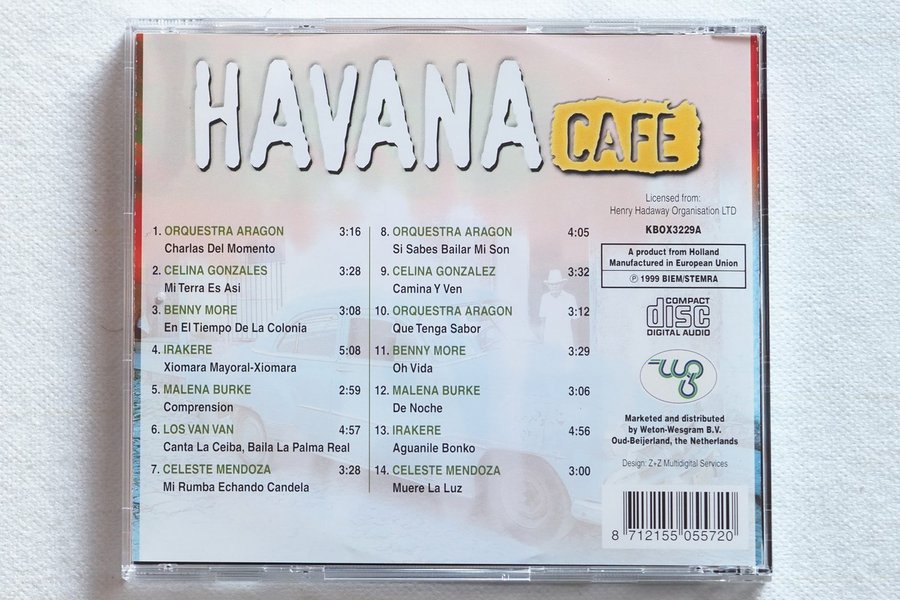 HAVANA CAFÉ
1. ORQUESTRA ARAGON 3:16
Charlas Del Momento
2. CELINA GONZALES 3:28
Mi Terra Es Asi
3. BENNY MORE 3:08
En El Tiempo De La Colonia
4. IRAKERE 5:08
Xiomara Mayoral-Xiomara
5. MALENA BURKE 2:59
Comprension
6. LOS VAN VAN 4:57
Canta La Ceiba, Baila La Palma Real
7. CELESTE MENDOZA 3:28
Mi Rumba Echando Candela
8. ORQUESTRA ARAGON 4:05
Si Sabes Bailar Mi Son
9. CELINA GONZALEZ 3:32
Camina Y Ven
10. ORQUESTRA ARAGON 3:12
Que Tenga Sabor
11. BENNY MORE 3:29
Oh Vida
12. MALENA BURKE 3:06
De Noche
13. IRAKERE 4:56
Aguanile Bonko
14. CELESTE MENDOZA 3:00
Muere La Luz
Licensed from:
Henry Hadaway Organisation LTD
KBOX3229A
A product from Holland
Manufactured in European Union
℗ 1999 BIEM/STEMRA
COMPACT
disc
DIGITAL AUDIO
Marketed and distributed
by Weton-Wesgram B.V.
Oud-Beijerland, the Netherlands
Design: Z+Z Multidigital Services
8 712155 055720